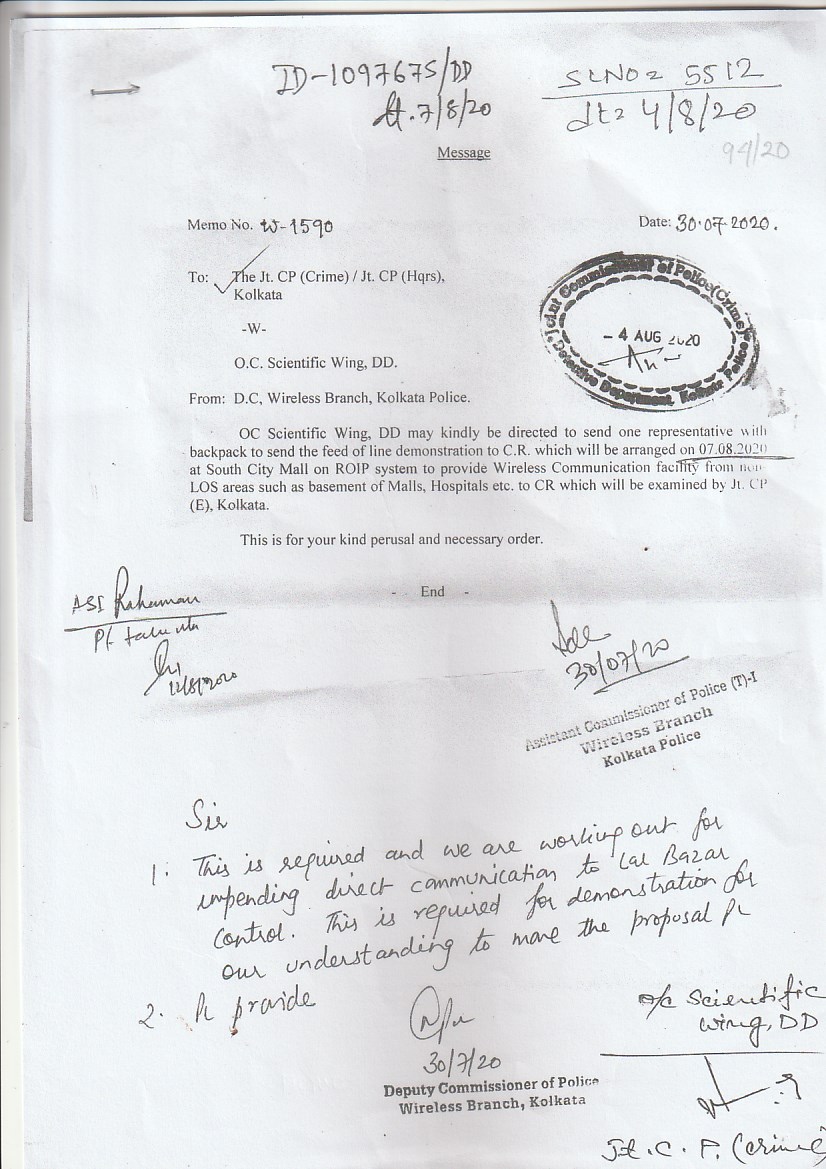 ID-1097675/DD
dt. 7/8/20
SL NO = 5512
dt = 4/8/20
94/20
Message
Memo No. W-1590
Date: 30.07.2020.
To: The Jt. CP (Crime) / Jt. CP (Hqrs),
Kolkata
-W-
O.C. Scientific Wing, DD.
Joint Commissioner of Police (Crime)
- 4 AUG 2020
Detective Department, Kolkata Police
From: D.C, Wireless Branch, Kolkata Police.
OC Scientific Wing, DD may kindly be directed to send one representative with
backpack to send the feed of line demonstration to C.R. which will be arranged on 07.08.2020
at South City Mall on ROIP system to provide Wireless Communication facility from non
LOS areas such as basement of Malls, Hospitals etc. to CR which will be examined by Jt. CP
(E), Kolkata.
This is for your kind perusal and necessary order.
- End -
ASI Rahaman
Pl
12/8/2020
30/07/20
Assistant Commissioner of Police (T)-I
Wireless Branch
Kolkata Police
Sir
1. This is required and we are working out for
impending direct communication to Lal Bazar
control. This is required for demonstration for
our understanding to move the proposal pl
2. Pl provide
30/7/20
Deputy Commissioner of Police
Wireless Branch, Kolkata
o/c Scientific
Wing, DD
Jt. C. P. (Crime)